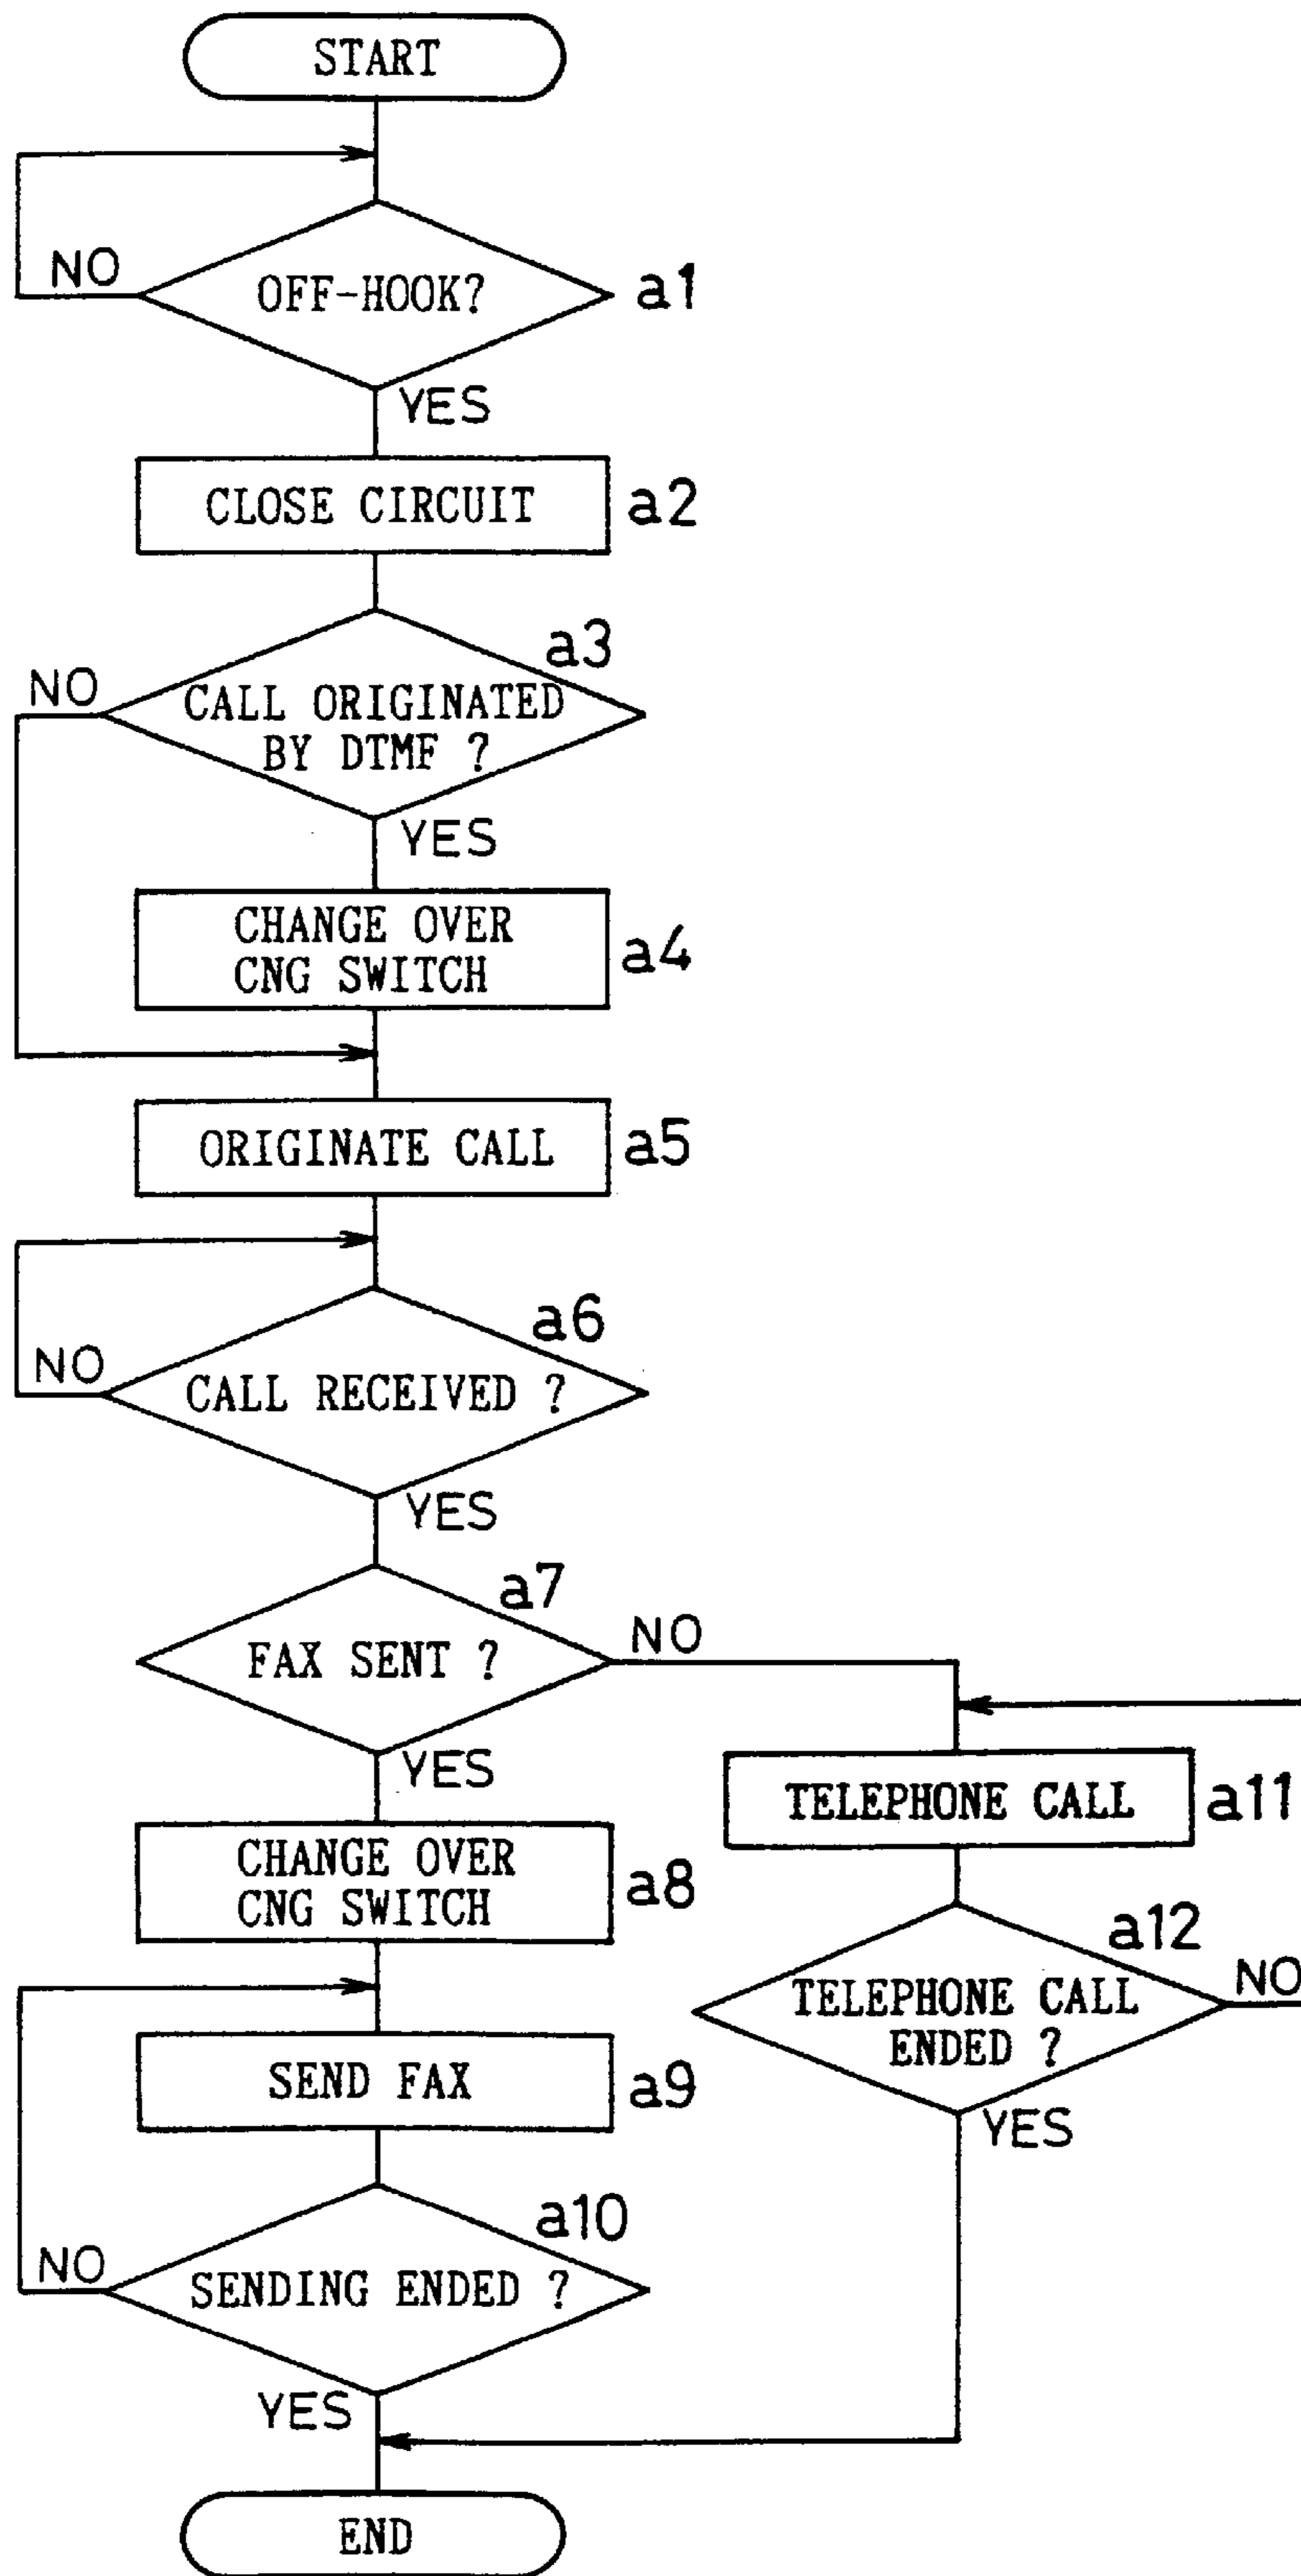 START
NO
OFF-HOOK?
a1
YES
CLOSE CIRCUIT
a2
a3
NO
CALL ORIGINATED
BY DTMF ?
YES
CHANGE OVER
CNG SWITCH
a4
ORIGINATE CALL
a5
a6
NO
CALL RECEIVED ?
YES
a7
FAX SENT ?
NO
YES
TELEPHONE CALL
a11
CHANGE OVER
CNG SWITCH
a8
a12
NO
TELEPHONE CALL
ENDED ?
SEND FAX
a9
YES
a10
NO
SENDING ENDED ?
YES
END